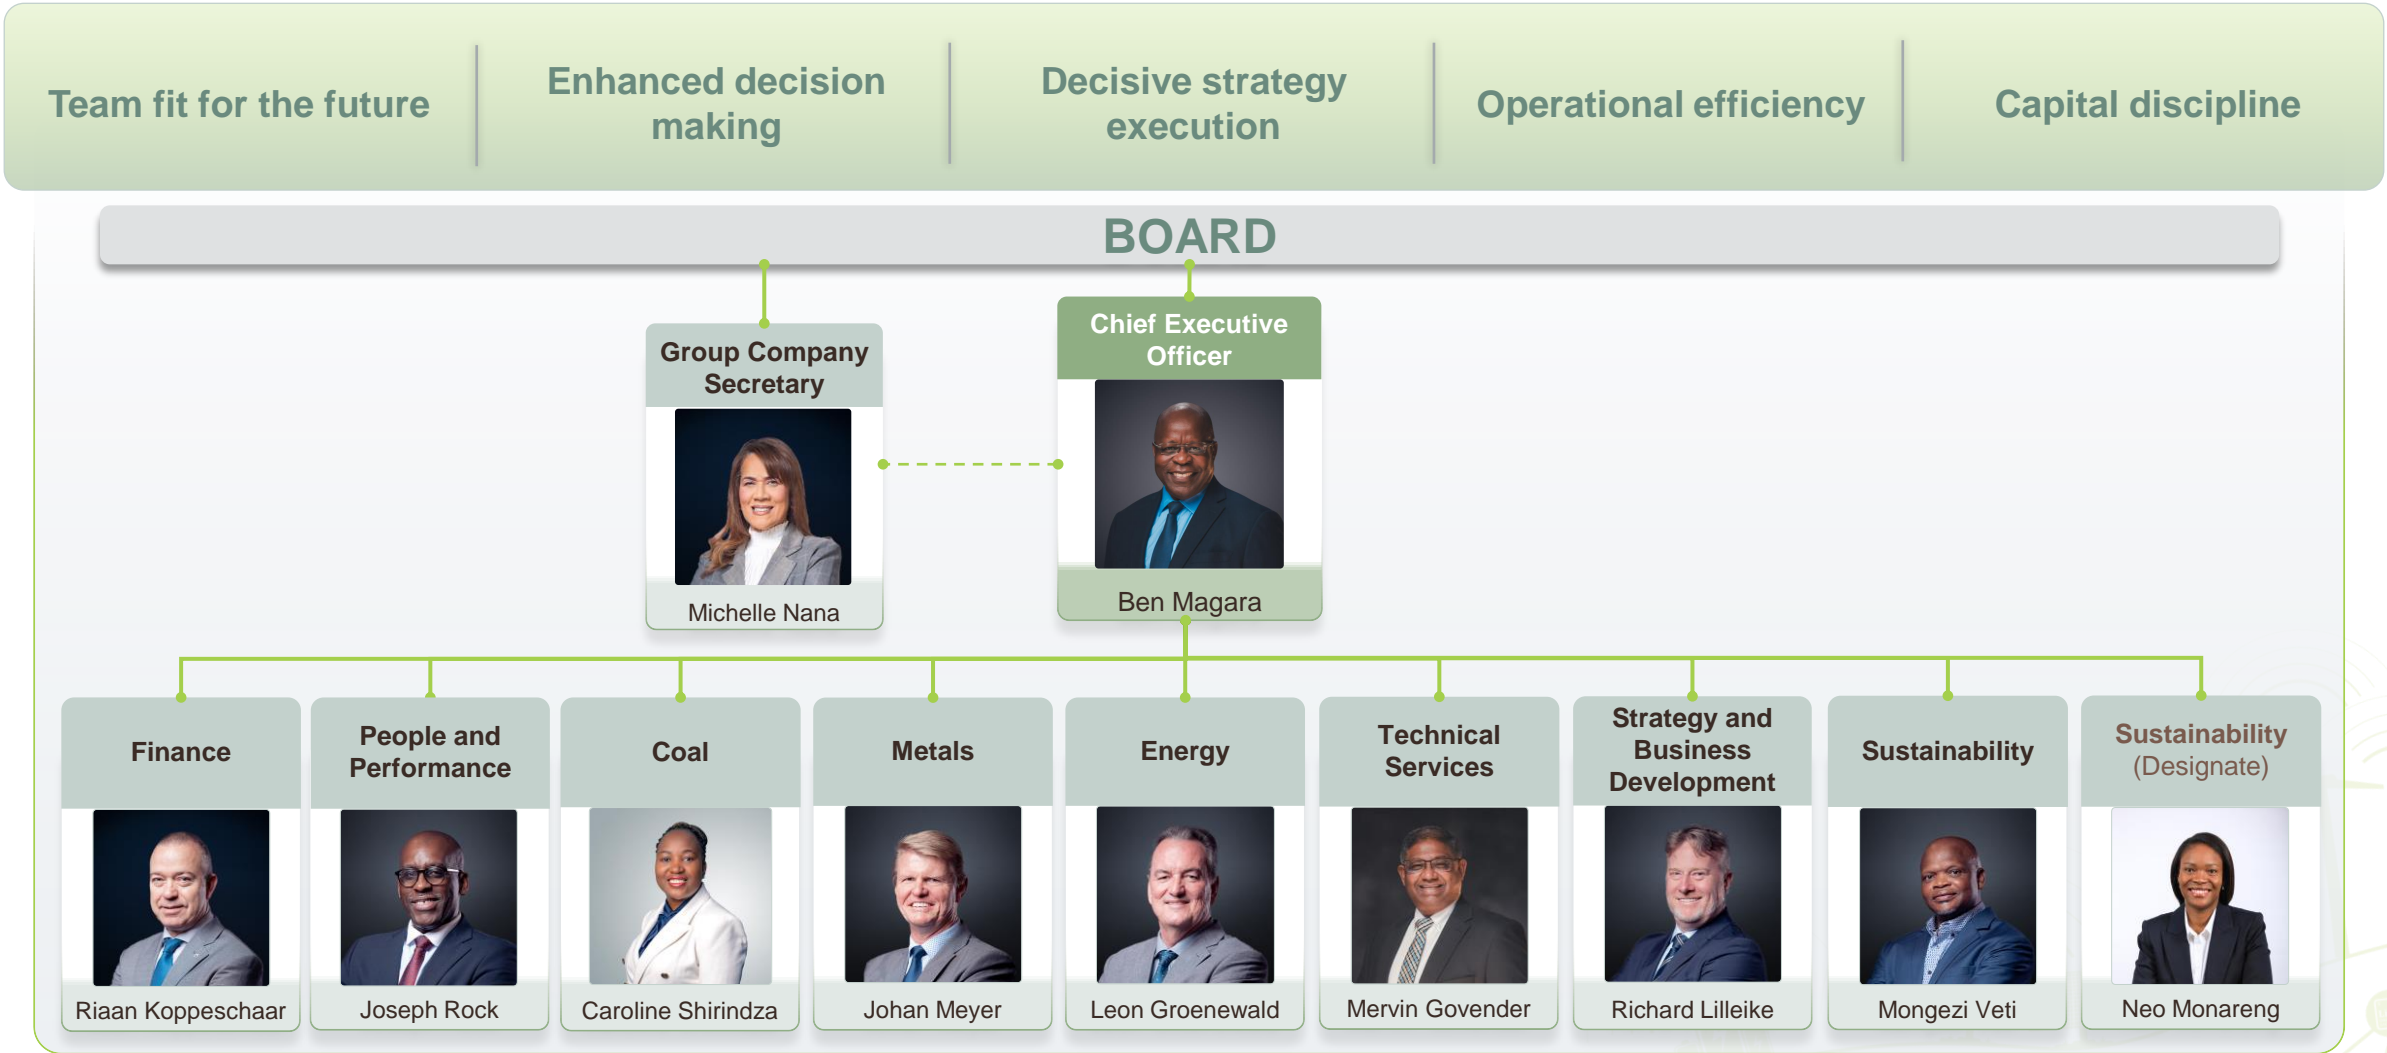 Team fit for the future
Enhanced decision
making
Decisive strategy
execution
Operational efficiency
Capital discipline
BOARD
Group Company
Secretary
Michelle Nana
Chief Executive
Officer
Ben Magara
Finance
Riaan Koppeschaar
People and
Performance
Joseph Rock
Coal
Caroline Shirindza
Metals
Johan Meyer
Energy
Leon Groenewald
Technical
Services
Mervin Govender
Strategy and
Business
Development
Richard Lilleike
Sustainability
Mongezi Veti
Sustainability
(Designate)
Neo Monareng